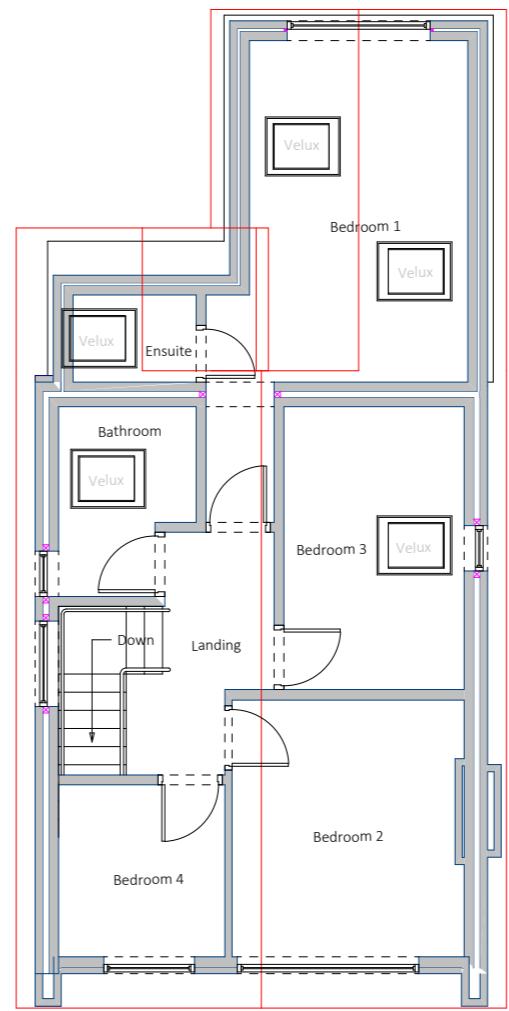 Velux
Bedroom 1
Velux
Velux
Ensuite
Bathroom
Velux
Bedroom 3
Velux
Down
Landing
Bedroom 2
Bedroom 4